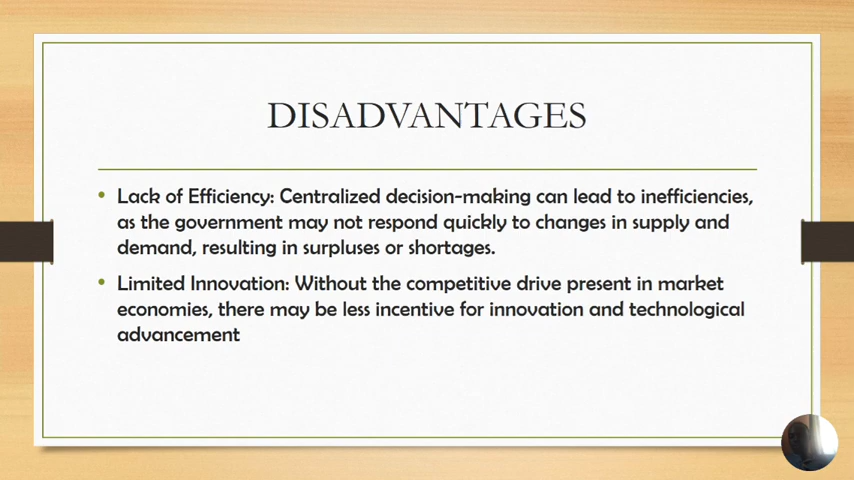 DISADVANTAGES
• Lack of Efficiency: Centralized decision-making can lead to inefficiencies,
as the government may not respond quickly to changes in supply and
demand, resulting in surpluses or shortages.
• Limited Innovation: Without the competitive drive present in market
economies, there may be less incentive for innovation and technological
advancement